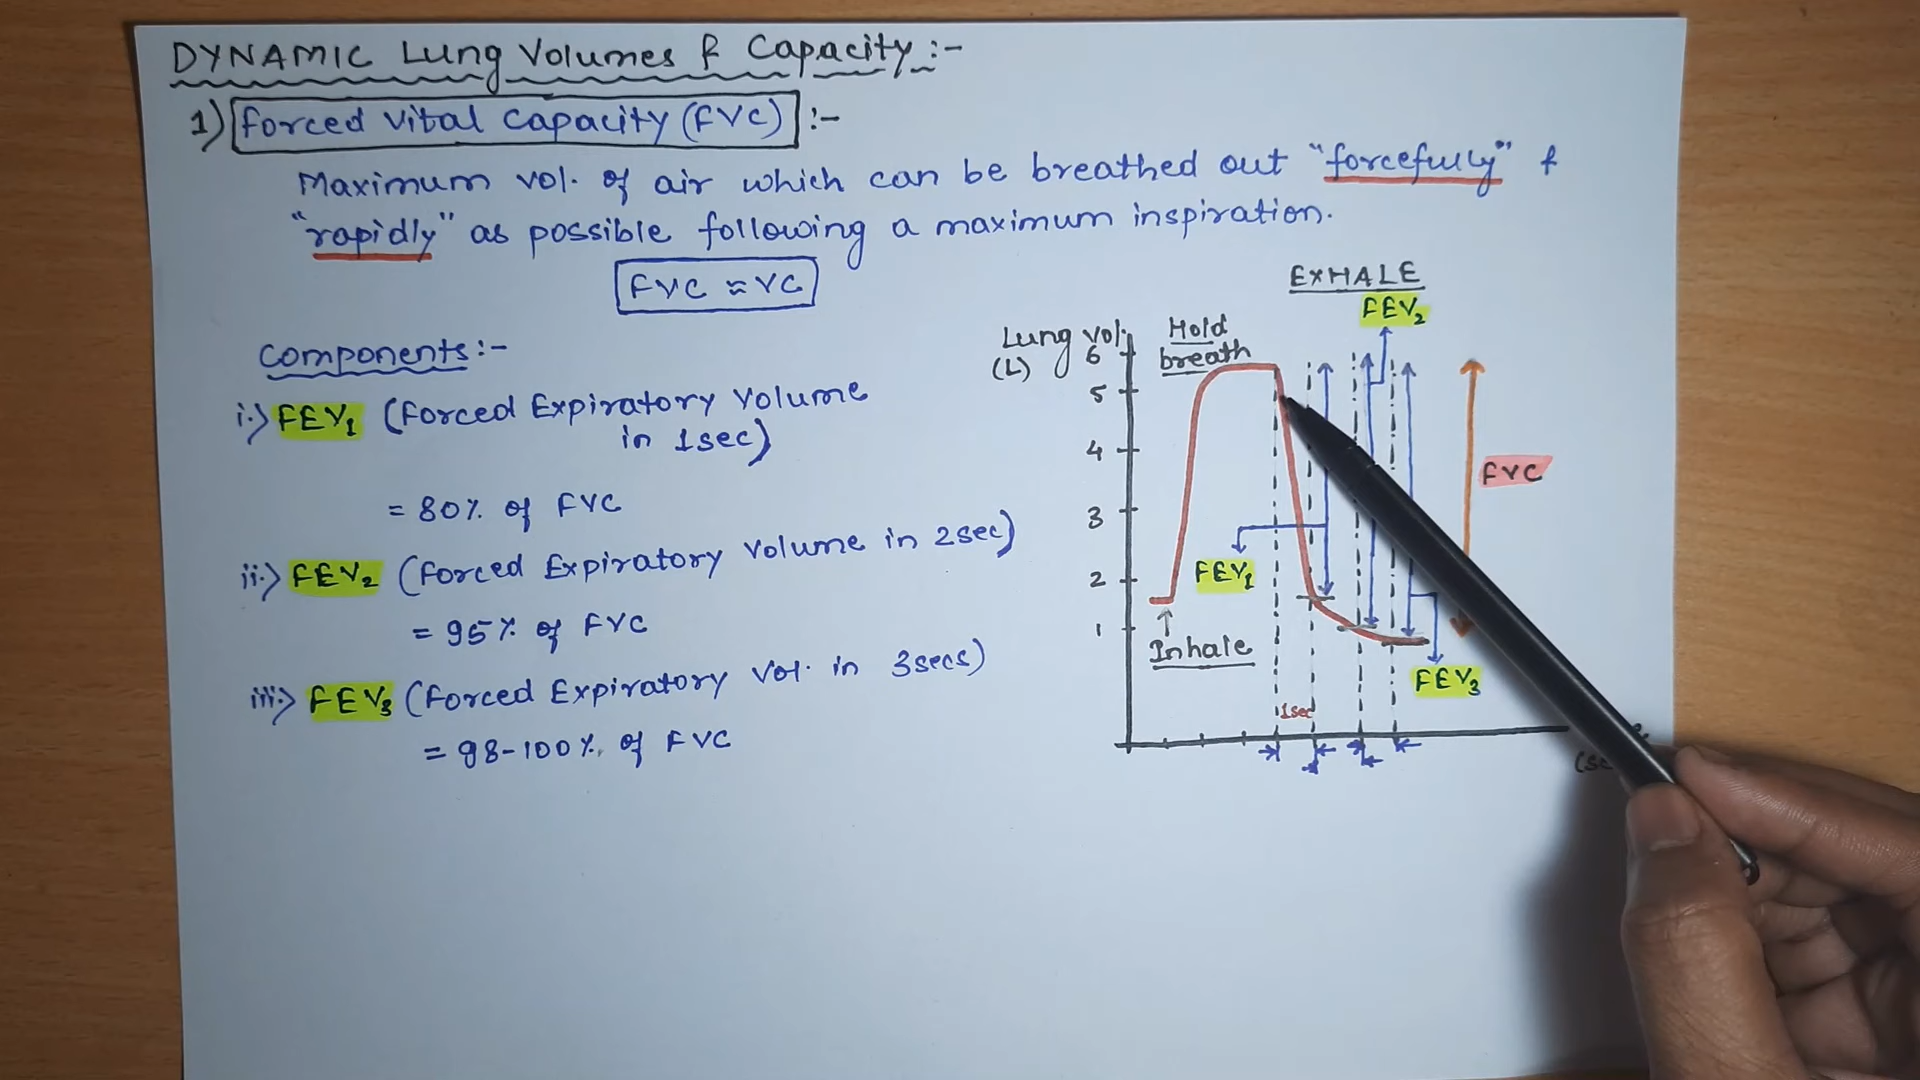 DYNAMIC Lung Volumes & Capacity:-
1) Forced Vital Capacity (FVC) :-
Maximum vol. of air which can be breathed out "forcefully" &
"rapidly" as possible following a maximum inspiration.
FVC ≈ VC
Components:-
i.) FEV₁ (Forced Expiratory Volume
in 1sec)
= 80% of FVC
ii.) FEV₂ (Forced Expiratory Volume in 2sec)
= 95% of FVC
iii.) FEV₃ (Forced Expiratory Vol. in 3secs)
= 98-100% of FVC
EXHALE
FEV₂
Lung vol.
(L)
Hold
breath
6
5
4
3
2
1
FVC
FEV₁
Inhale
FEV₃
1sec